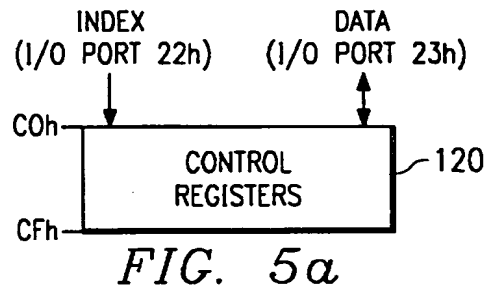 INDEX
(I/O PORT 22h)
DATA
(I/O PORT 23h)
C0h
CONTROL
REGISTERS
120
CFh
FIG. 5a